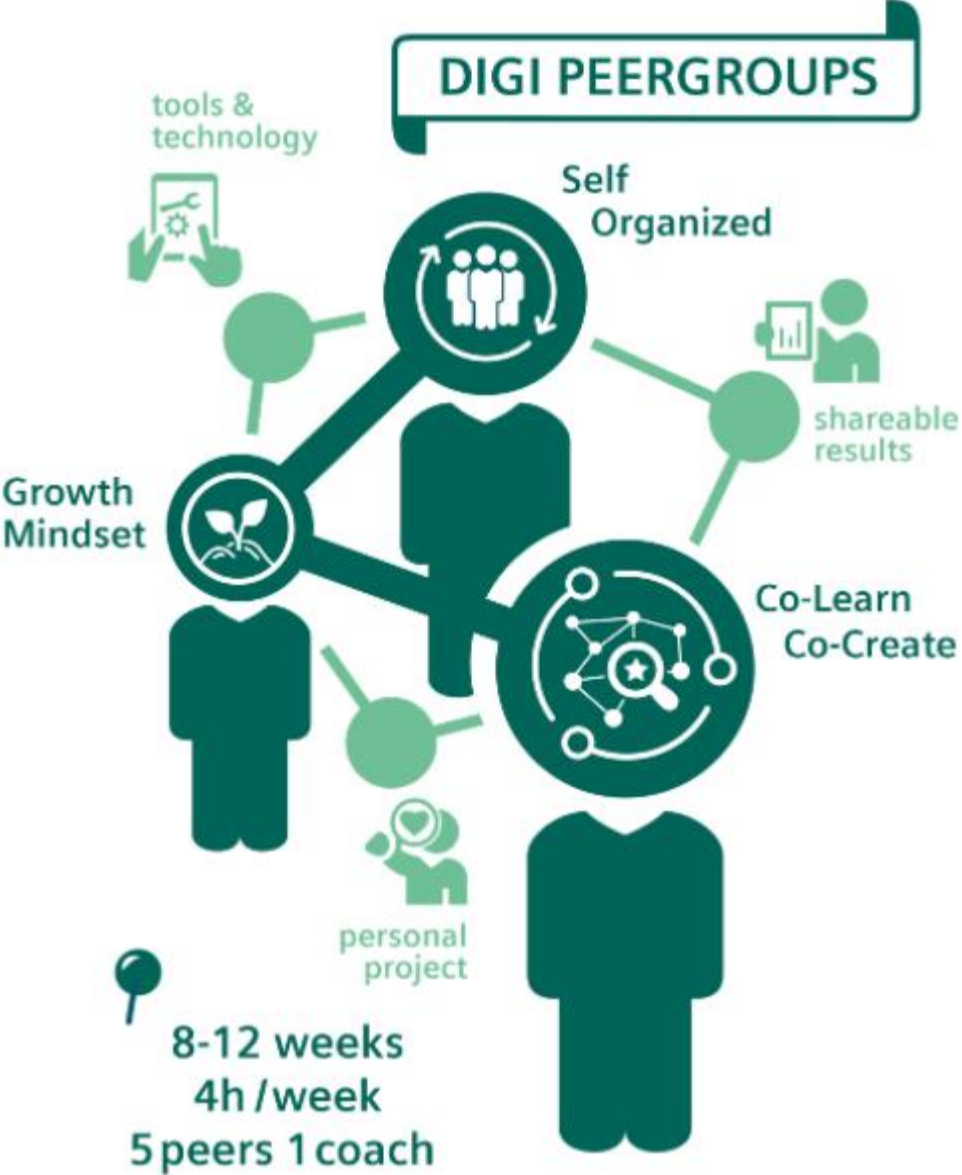 DIGI PEERGROUPS
tools &
technology
Self
Organized
shareable
results
Growth
Mindset
Co-Learn
Co-Create
personal
project
8-12 weeks
4h/week
5 peers 1 coach